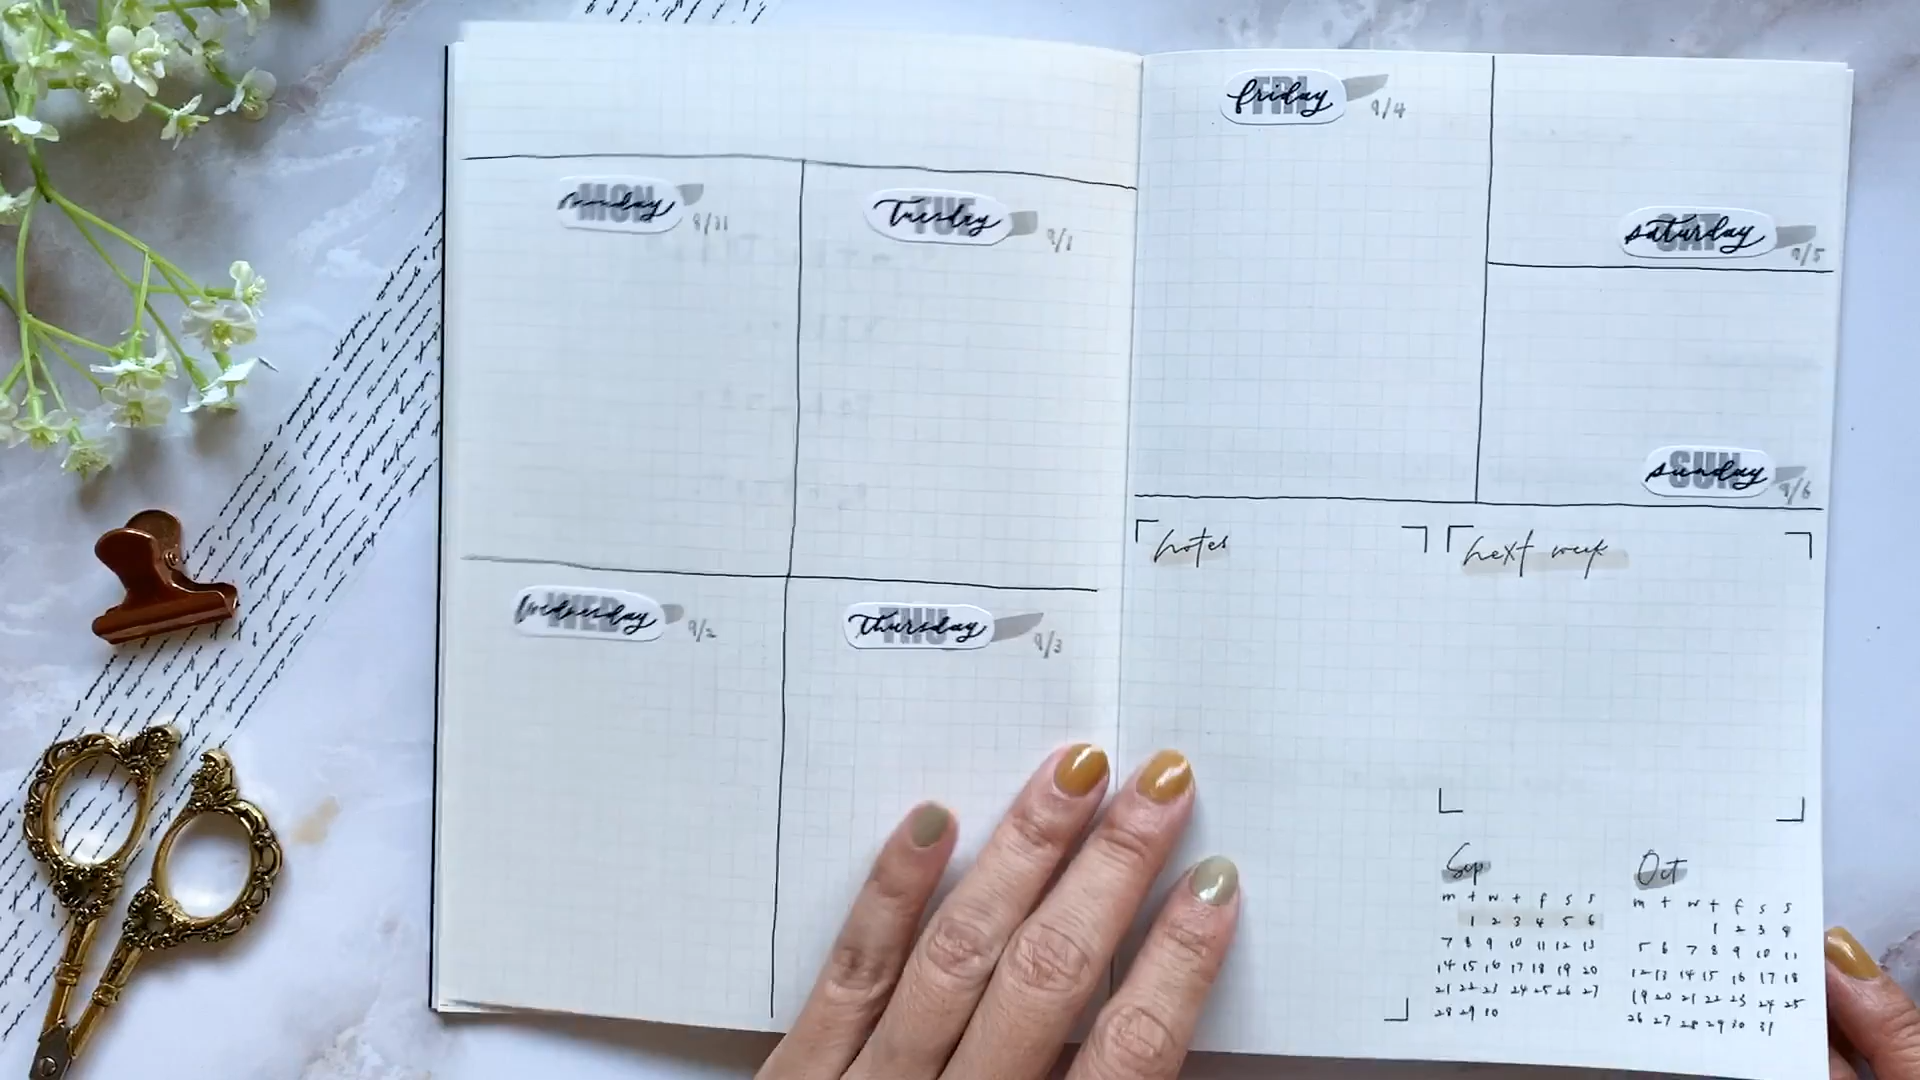 monday MON 8/31
tuesday TUE 9/1
wednesday WED 9/2
thursday THU 9/3
friday FRI 9/4
saturday SAT 9/5
sunday SUN 9/6
notes
next week
Sep
m t w t f s s
1 2 3 4 5 6
7 8 9 10 11 12 13
14 15 16 17 18 19 20
21 22 23 24 25 26 27
28 29 30
Oct
m t w t f s s
1 2 3 4
5 6 7 8 9 10 11
12 13 14 15 16 17 18
19 20 21 22 23 24 25
26 27 28 29 30 31